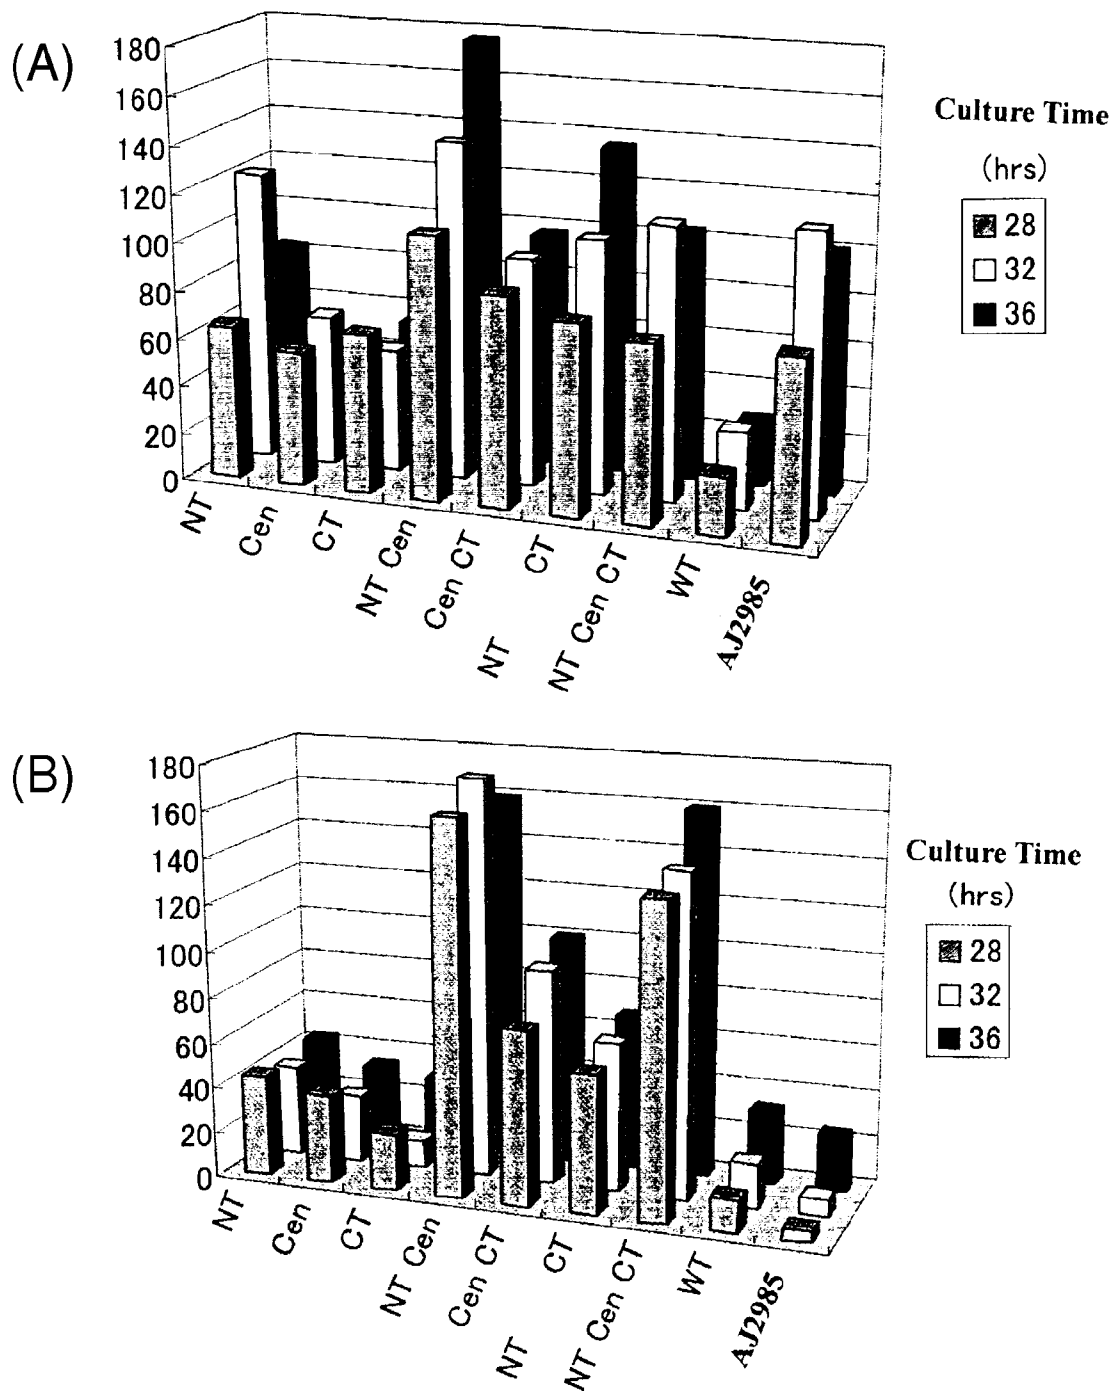 (A)
180
160
140
120
100
80
60
40
20
0
NT
Cen
CT
NT Cen
Cen CT
NT CT
NT Cen CT
WT
AJ2985
Culture Time
(hrs)
28
32
36
(B)
180
160
140
120
100
80
60
40
20
0
NT
Cen
CT
NT Cen
Cen CT
NT CT
NT Cen CT
WT
AJ2985
Culture Time
(hrs)
28
32
36